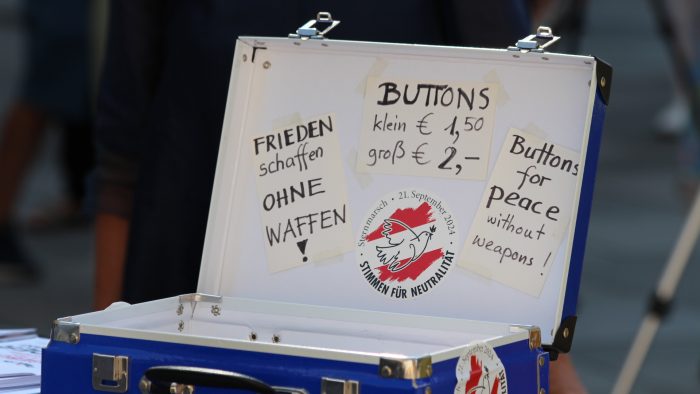 FRIEDEN
schaffen
OHNE
WAFFEN
!
BUTTONS
klein € 1,50
groß € 2,-
Buttons
for
peace
without
weapons!
Sternmarsch • 21. September 2024
STIMMEN FÜR NEUTRALITÄT